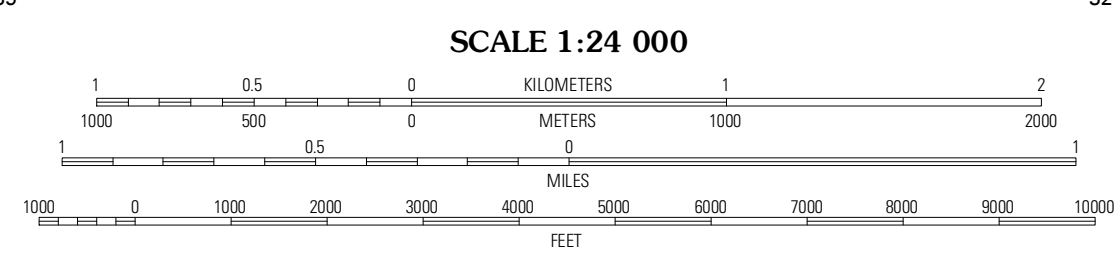 SCALE 1:24 000
1 0.5 0 KILOMETERS 1 2
1000 500 0 METERS 1000 2000
1 0.5 0 1
MILES
1000 0 1000 2000 3000 4000 5000 6000 7000 8000 9000 10000
FEET